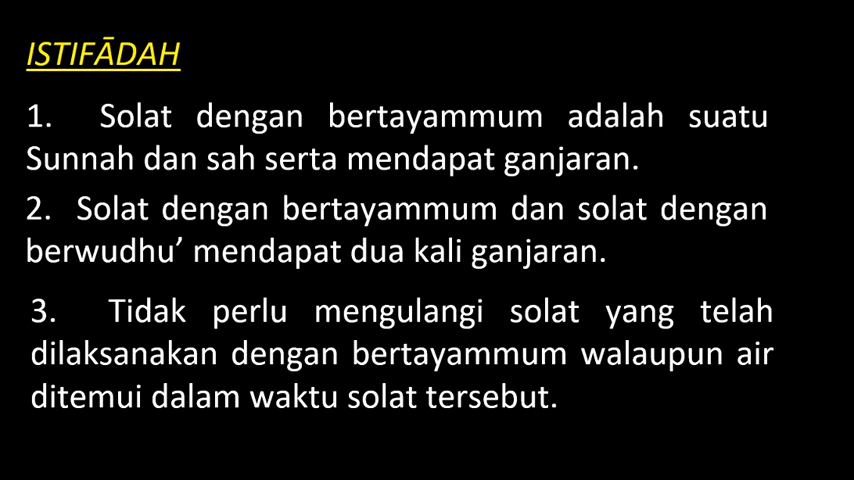 ISTIFĀDAH
1. Solat dengan bertayammum adalah suatu
Sunnah dan sah serta mendapat ganjaran.
2. Solat dengan bertayammum dan solat dengan
berwudhu’ mendapat dua kali ganjaran.
3. Tidak perlu mengulangi solat yang telah
dilaksanakan dengan bertayammum walaupun air
ditemui dalam waktu solat tersebut.